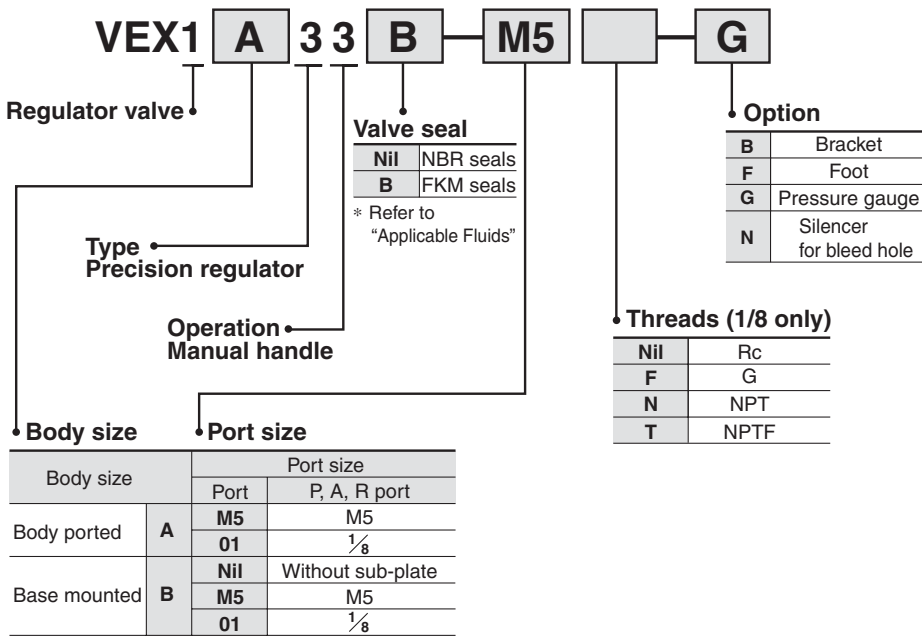 VEX1 A 3 3 B — M5 — G
Regulator valve
Valve seal
Nil NBR seals
B FKM seals
* Refer to
"Applicable Fluids"
Option
B Bracket
F Foot
G Pressure gauge
N Silencer
for bleed hole
Type
Precision regulator
Operation
Manual handle
Threads (1/8 only)
Nil Rc
F G
N NPT
T NPTF
Body size
Port size
Body size Port size
Port P, A, R port
Body ported A M5 M5
01 1/8
Base mounted B Nil Without sub-plate
M5 M5
01 1/8